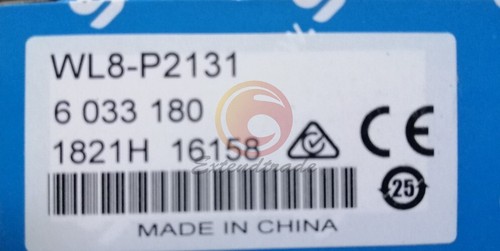 WL8-P2131
6 033 180
1821H 16158
CE
Extendtrade
25
MADE IN CHINA